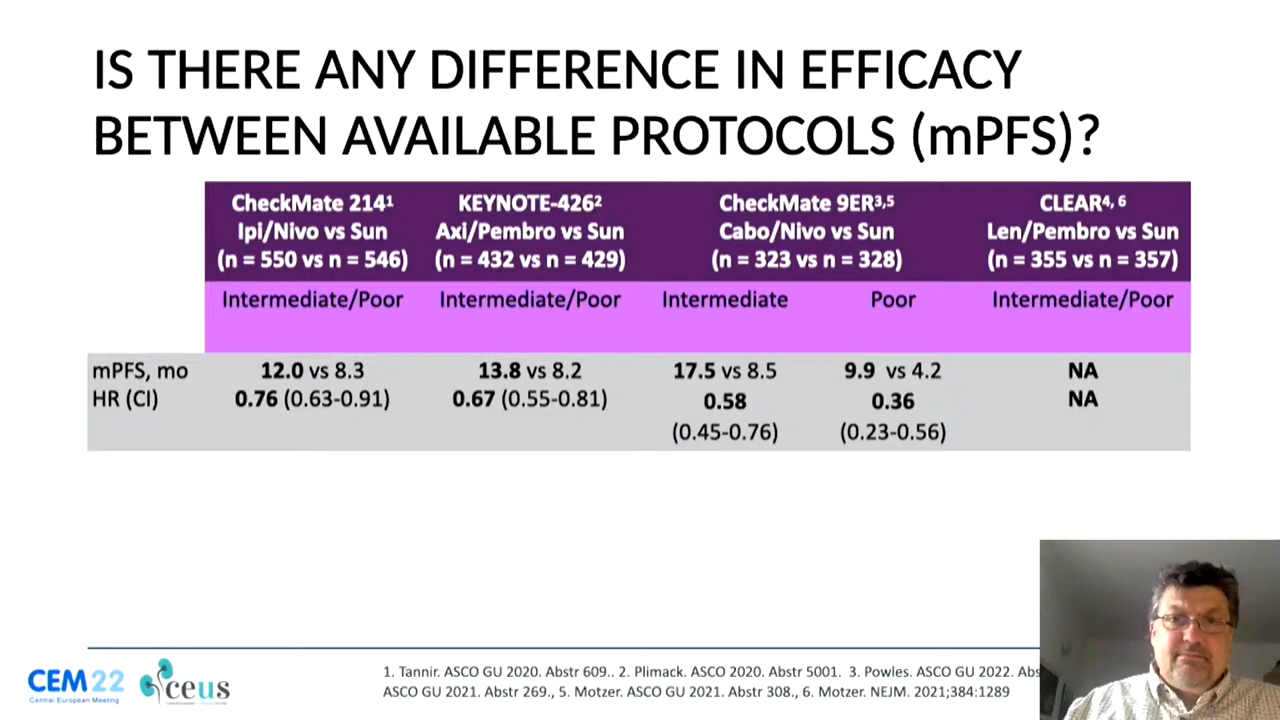 IS THERE ANY DIFFERENCE IN EFFICACY
BETWEEN AVAILABLE PROTOCOLS (mPFS)?
CheckMate 214¹ KEYNOTE-426² CheckMate 9ER³,⁵ CLEAR⁴, ⁶
Ipi/Nivo vs Sun Axi/Pembro vs Sun Cabo/Nivo vs Sun Len/Pembro vs Sun
(n = 550 vs n = 546) (n = 432 vs n = 429) (n = 323 vs n = 328) (n = 355 vs n = 357)
Intermediate/Poor Intermediate/Poor Intermediate Poor Intermediate/Poor
mPFS, mo 12.0 vs 8.3 13.8 vs 8.2 17.5 vs 8.5 9.9 vs 4.2 NA
HR (CI) 0.76 (0.63-0.91) 0.67 (0.55-0.81) 0.58 0.36 NA
(0.45-0.76) (0.23-0.56)
1. Tannir. ASCO GU 2020. Abstr 609.. 2. Plimack. ASCO 2020. Abstr 5001. 3. Powles. ASCO GU 2022. Abs
ASCO GU 2021. Abstr 269., 5. Motzer. ASCO GU 2021. Abstr 308., 6. Motzer. NEJM. 2021;384:1289
CEM22
Central European Meeting
ceus